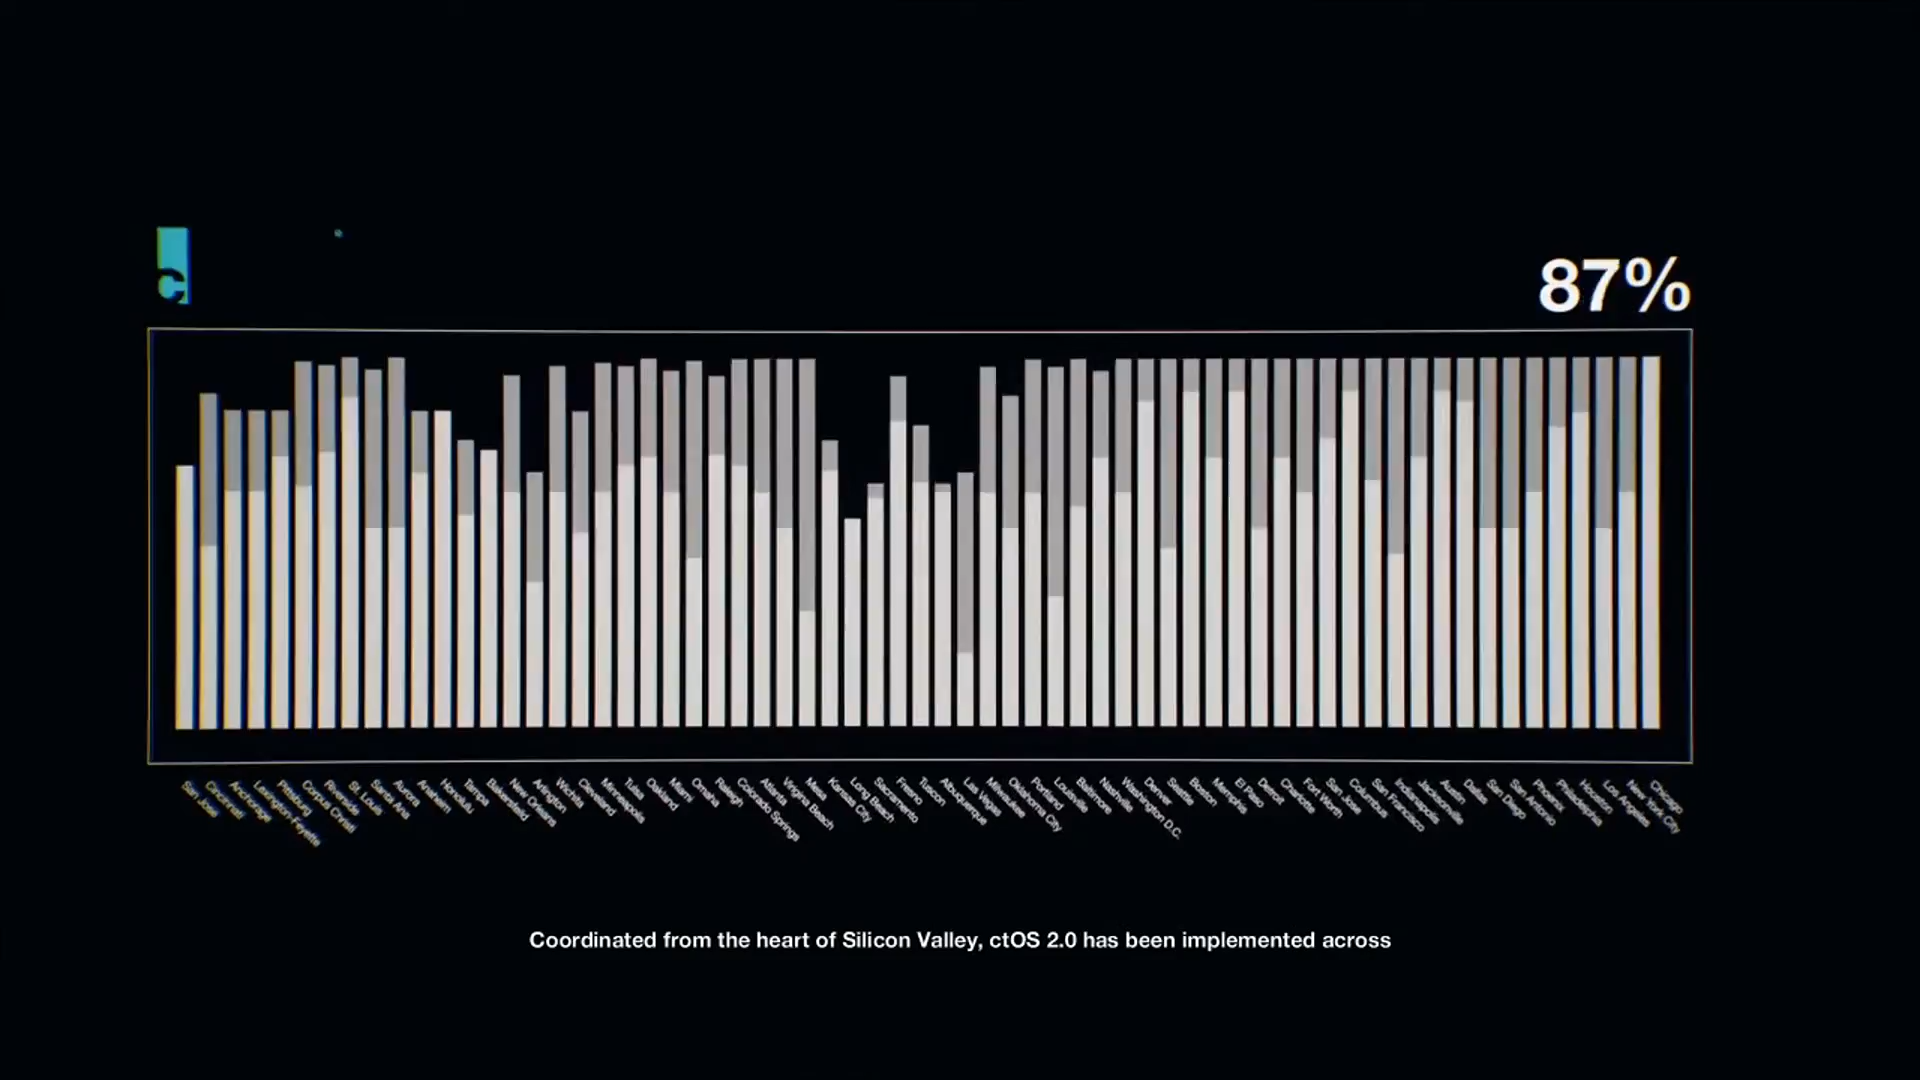 c
87%
San Jose
Cincinnati
Anchorage
Lexington-Fayette
Pittsburg
Corpus Christi
Riverside
St. Louis
Santa Ana
Aurora
Anaheim
Honolulu
Tampa
Bakersfield
New Orleans
Arlington
Wichita
Cleveland
Minneapolis
Tulsa
Oakland
Miami
Omaha
Raleigh
Colorado Springs
Atlanta
Virginia Beach
Mesa
Kansas City
Long Beach
Sacramento
Fresno
Tuscon
Albuquerque
Las Vegas
Milwaukee
Oklahoma City
Portland
Louisville
Baltimore
Nashville
Washington D.C.
Denver
Seattle
Boston
Memphis
El Paso
Detroit
Charlotte
Fort Worth
San Jose
Columbus
San Francisco
Indianapolis
Jacksonville
Austin
Dallas
San Diego
San Antonio
Phoenix
Philadelphia
Houston
Los Angeles
New York City
Chicago
Coordinated from the heart of Silicon Valley, ctOS 2.0 has been implemented across